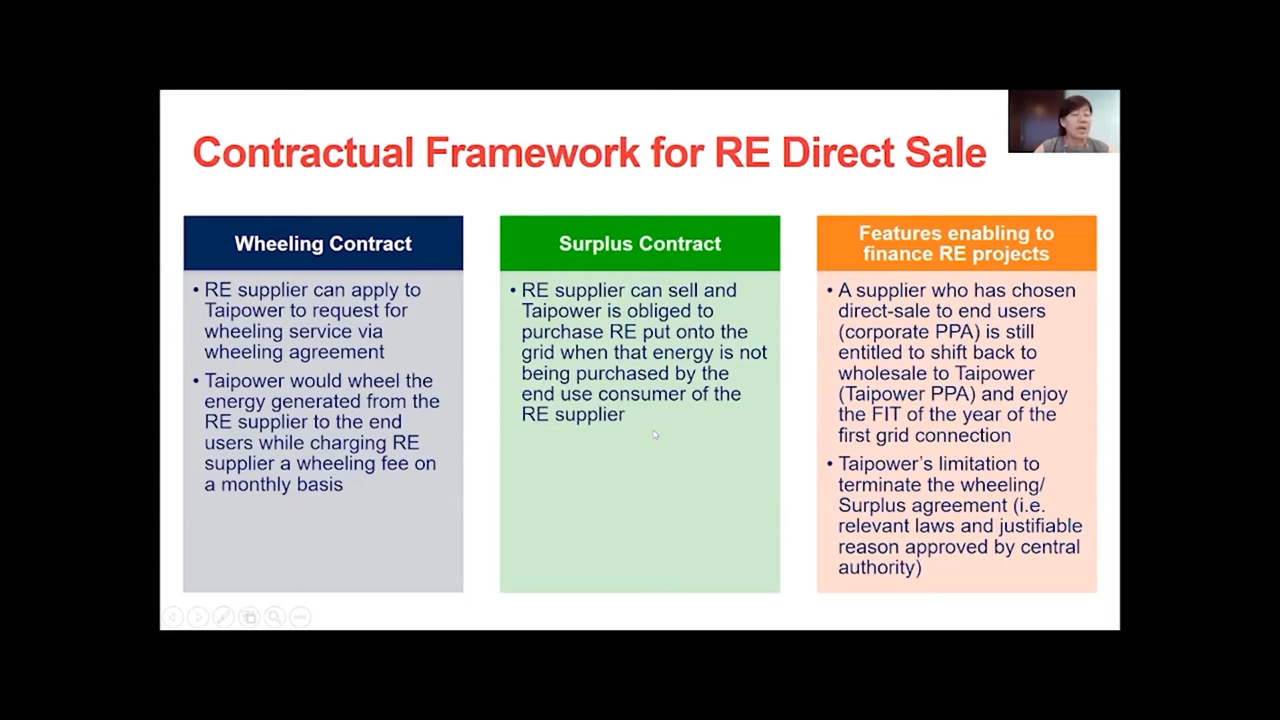 Contractual Framework for RE Direct Sale
Wheeling Contract
• RE supplier can apply to
Taipower to request for
wheeling service via
wheeling agreement
• Taipower would wheel the
energy generated from the
RE supplier to the end
users while charging RE
supplier a wheeling fee on
a monthly basis
Surplus Contract
• RE supplier can sell and
Taipower is obliged to
purchase RE put onto the
grid when that energy is not
being purchased by the
end use consumer of the
RE supplier
Features enabling to
finance RE projects
• A supplier who has chosen
direct-sale to end users
(corporate PPA) is still
entitled to shift back to
wholesale to Taipower
(Taipower PPA) and enjoy
the FIT of the year of the
first grid connection
• Taipower’s limitation to
terminate the wheeling/
Surplus agreement (i.e.
relevant laws and justifiable
reason approved by central
authority)